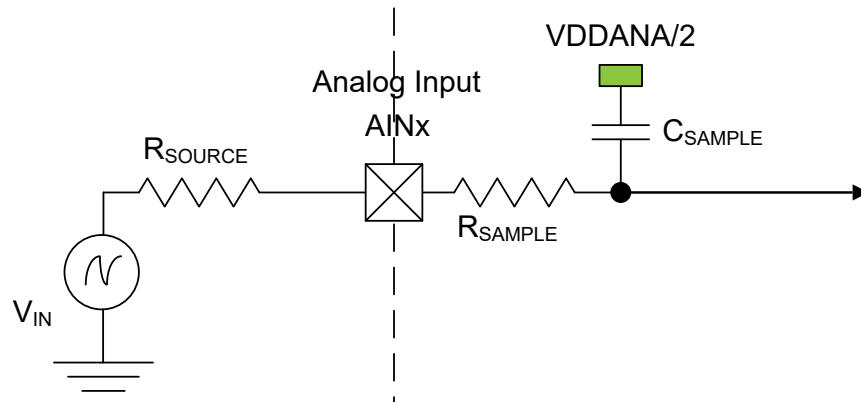 VDDANA/2
Analog Input
AINx
CSAMPLE
RSOURCE
RSAMPLE
VIN